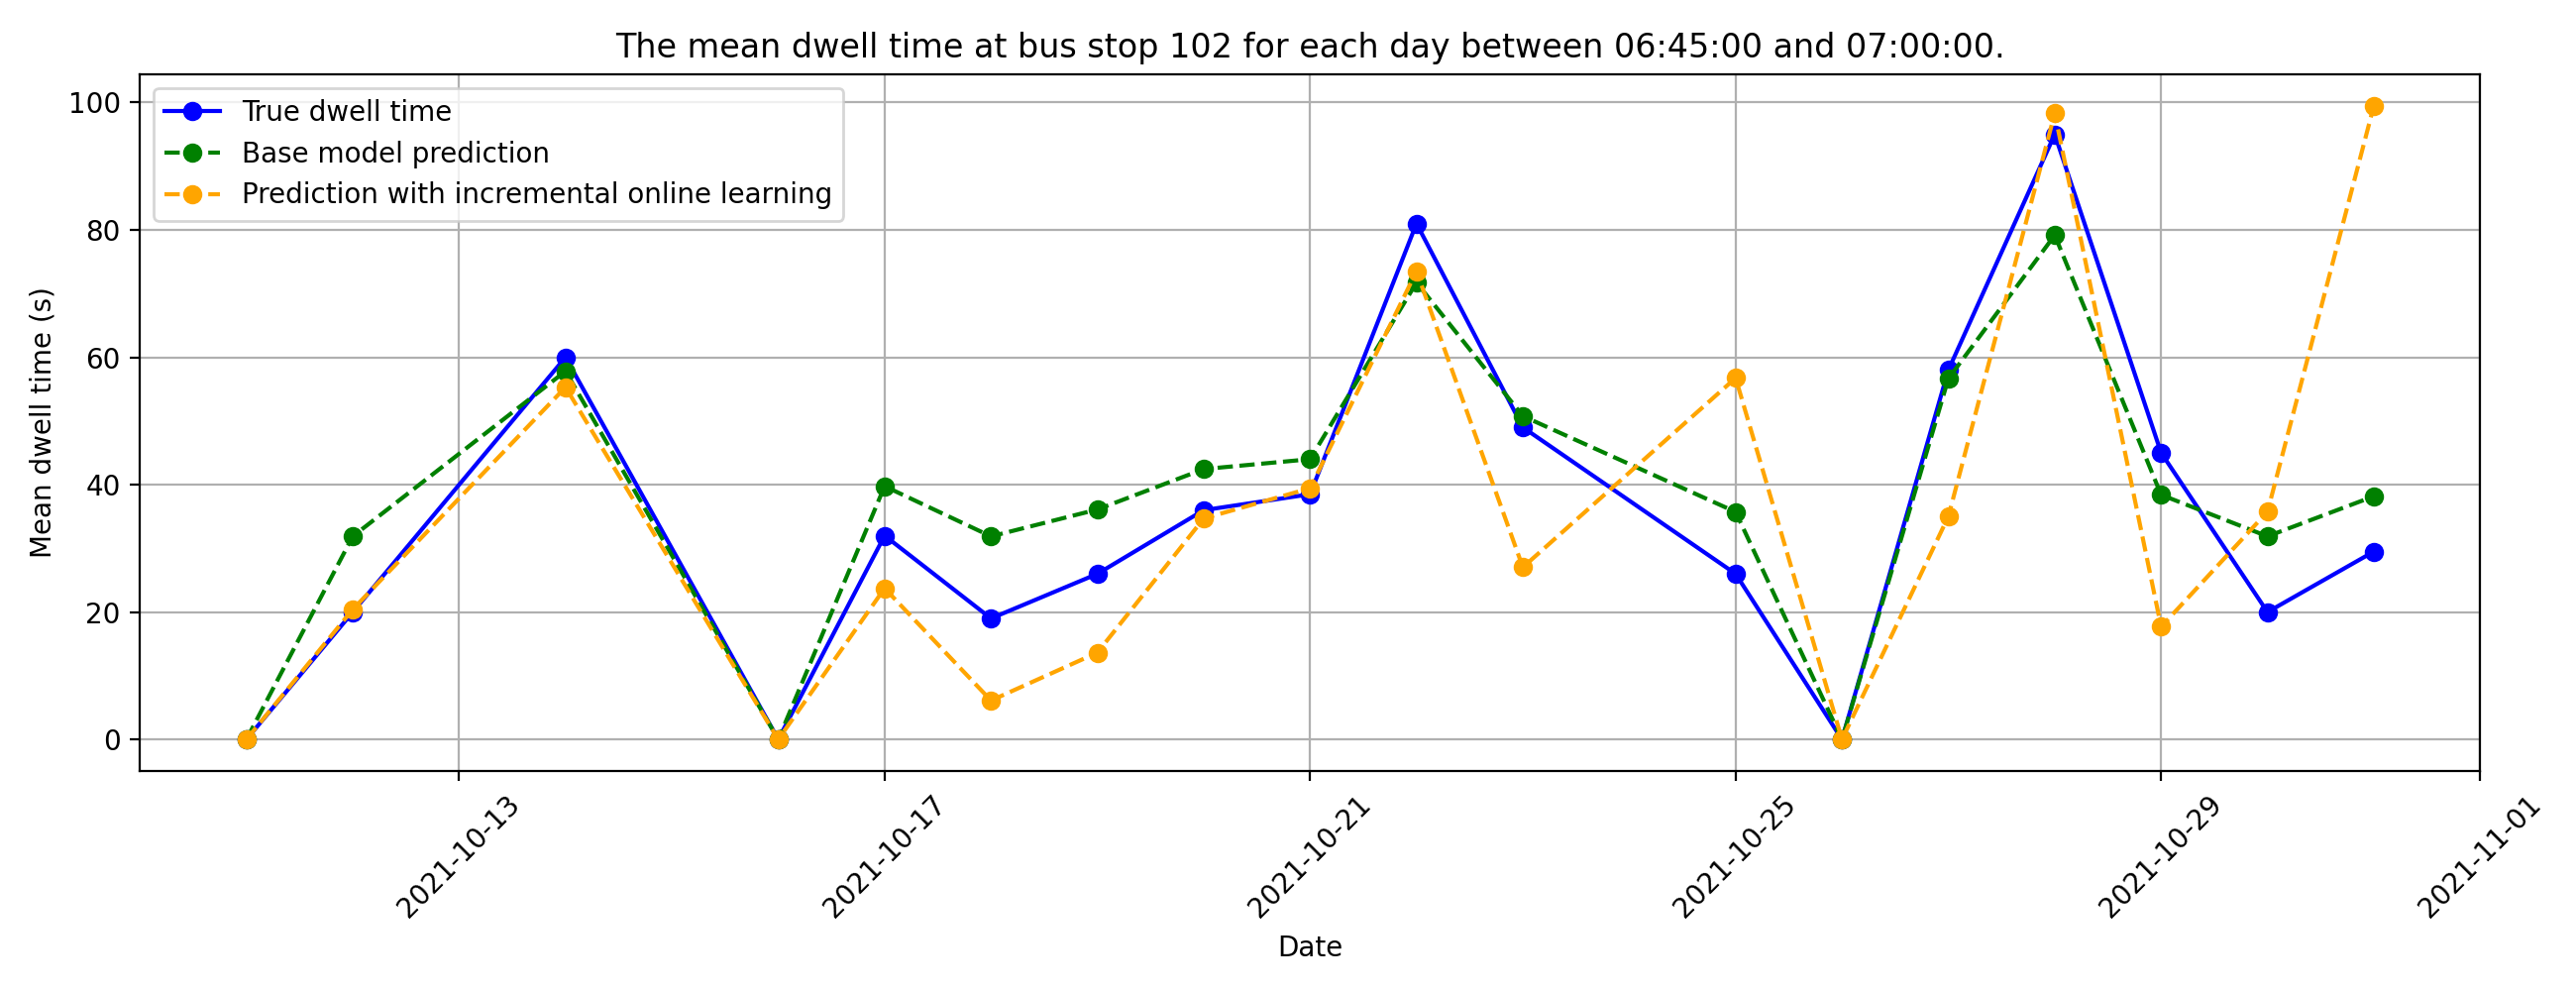 The mean dwell time at bus stop 102 for each day between 06:45:00 and 07:00:00.
True dwell time
Base model prediction
Prediction with incremental online learning
Mean dwell time (s)
100
80
60
40
20
0
2021-10-13
2021-10-17
2021-10-21
2021-10-25
2021-10-29
2021-11-01
Date